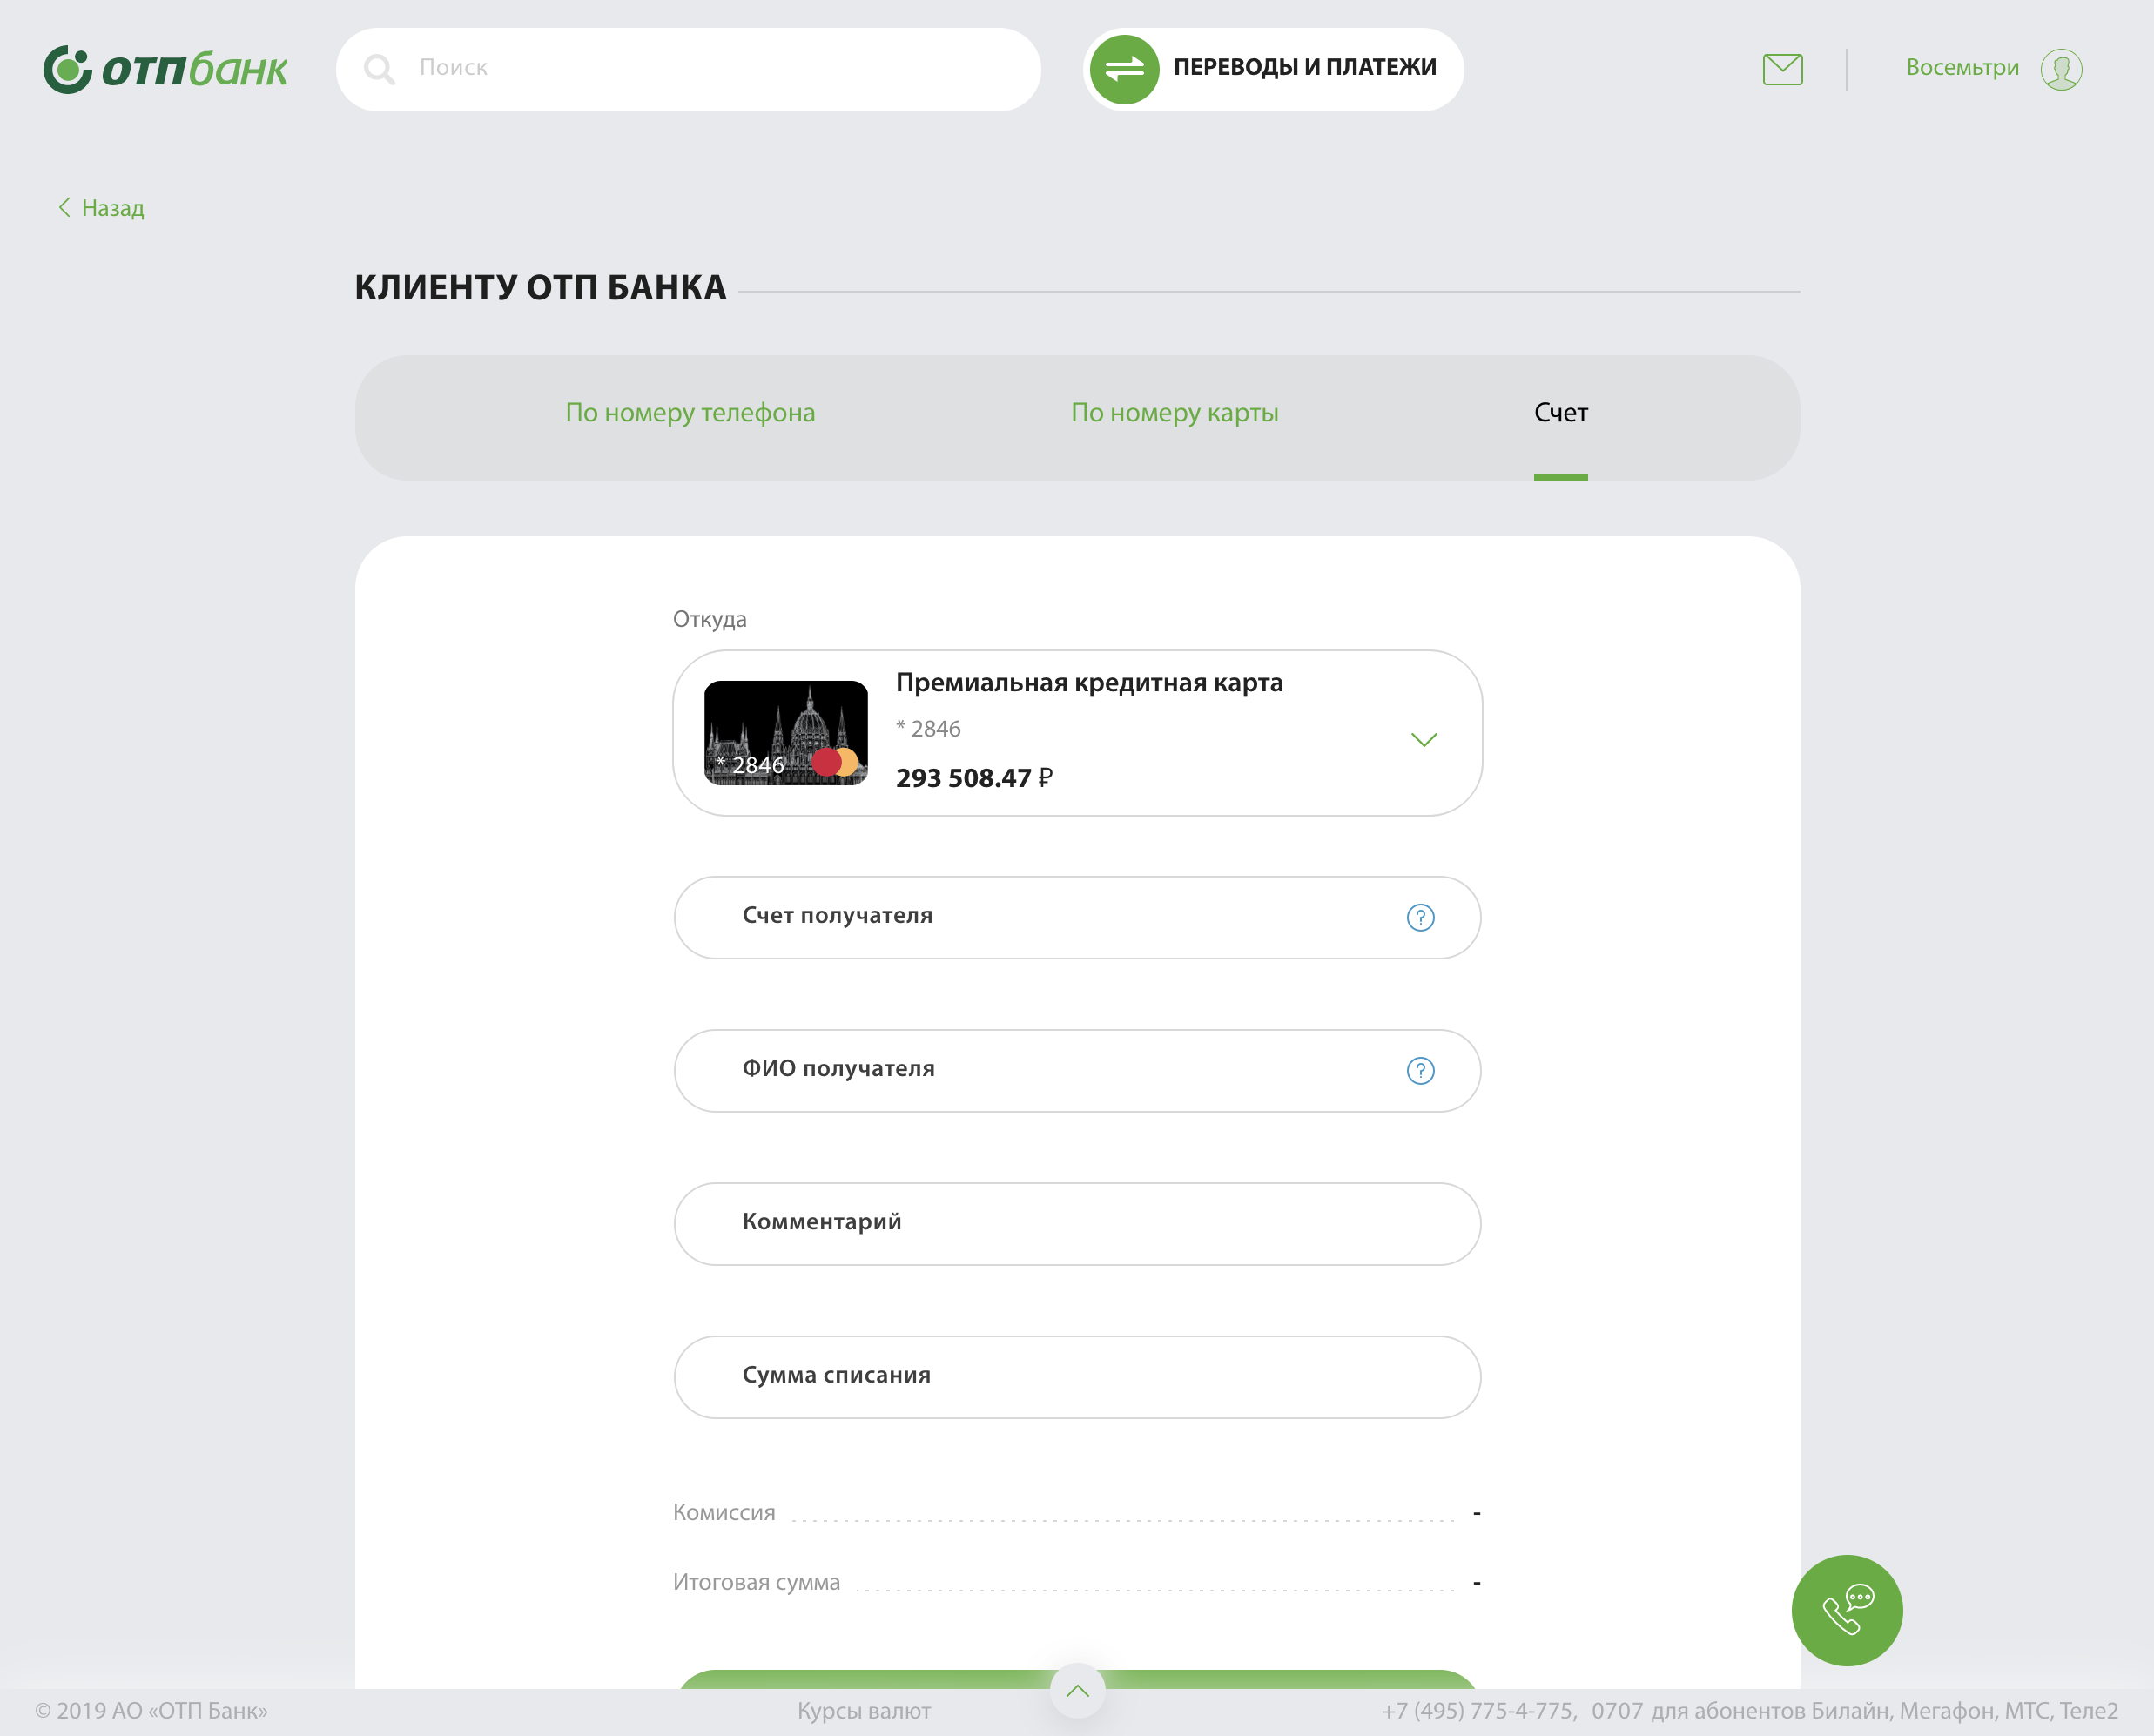 отпбанк
Поиск
ПЕРЕВОДЫ И ПЛАТЕЖИ
Восемьтри
Назад
КЛИЕНТУ ОТП БАНКА
По номеру телефона
По номеру карты
Счет
Откуда
Премиальная кредитная карта
* 2846
* 2846
293 508.47 ₽
Счет получателя
?
ФИО получателя
?
Комментарий
Сумма списания
Комиссия -
Итоговая сумма -
© 2019 АО «ОТП Банк»
Курсы валют
+7 (495) 775-4-775, 0707 для абонентов Билайн, Мегафон, МТС, Теле2